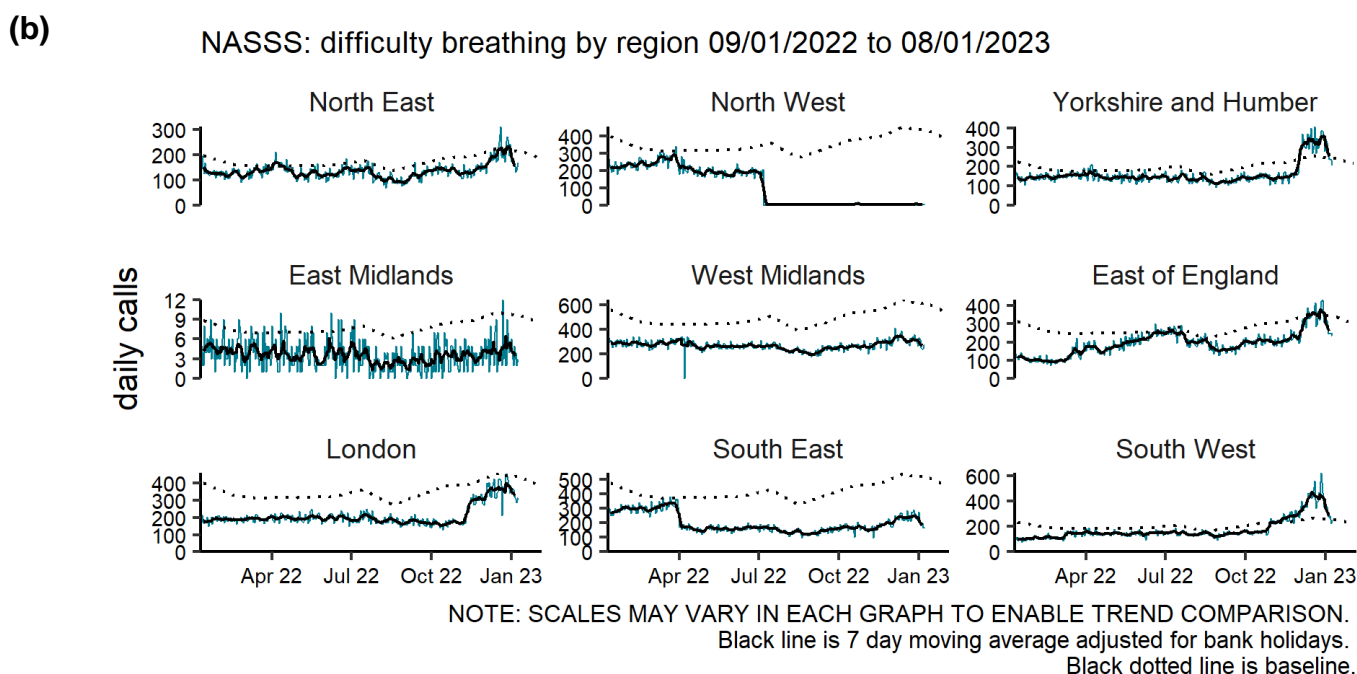 (b)
NASSS: difficulty breathing by region 09/01/2022 to 08/01/2023
North East
North West
Yorkshire and Humber
300
200
100
0
400
300
200
100
0
400
300
200
100
0
daily calls
East Midlands
West Midlands
East of England
12
9
6
3
0
600
400
200
0
400
300
200
100
0
London
South East
South West
400
300
200
100
0
500
400
300
200
100
0
600
400
200
0
Apr 22 Jul 22 Oct 22 Jan 23
Apr 22 Jul 22 Oct 22 Jan 23
Apr 22 Jul 22 Oct 22 Jan 23
NOTE: SCALES MAY VARY IN EACH GRAPH TO ENABLE TREND COMPARISON.
Black line is 7 day moving average adjusted for bank holidays.
Black dotted line is baseline.